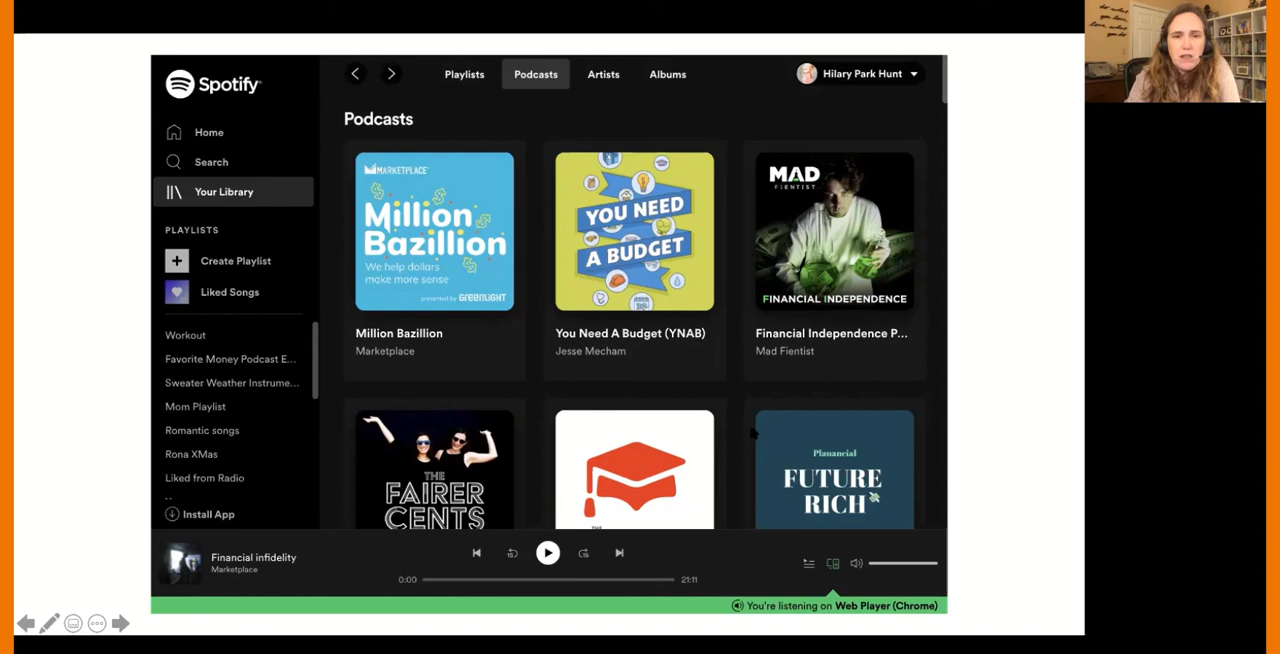 Spotify
Home
Search
Your Library
PLAYLISTS
Create Playlist
Liked Songs
Workout
Favorite Money Podcast E...
Sweater Weather Instrume...
Mom Playlist
Romantic songs
Rona XMas
Liked from Radio
Install App
Playlists
Podcasts
Artists
Albums
Hilary Park Hunt
Podcasts
MARKETPLACE
Million
Bazillion
We help dollars
make more sense
presented by GREENLIGHT
Million Bazillion
Marketplace
YOU NEED
A BUDGET
You Need A Budget (YNAB)
Jesse Mecham
MAD
FIENTIST
FINANCIAL INDEPENDENCE
Financial Independence P...
Mad Fientist
THE
FAIRER
CENTS
THE
Planancial
FUTURE
RICH
Financial infidelity
Marketplace
15
15
0:00
21:11
You're listening on Web Player (Chrome)